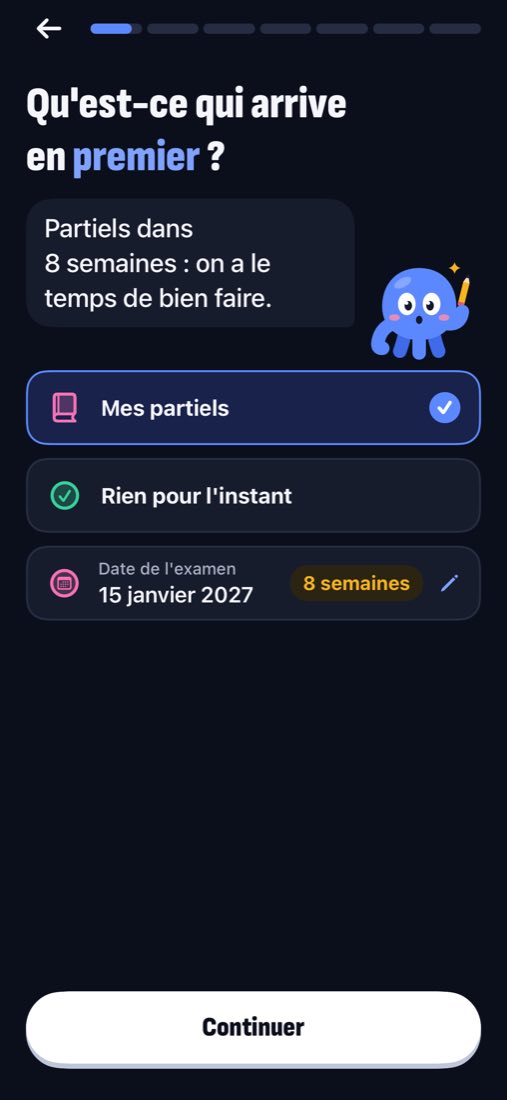 Qu'est-ce qui arrive
en premier ?
Partiels dans
8 semaines : on a le
temps de bien faire.
Mes partiels
Rien pour l'instant
Date de l'examen
15 janvier 2027
8 semaines
Continuer